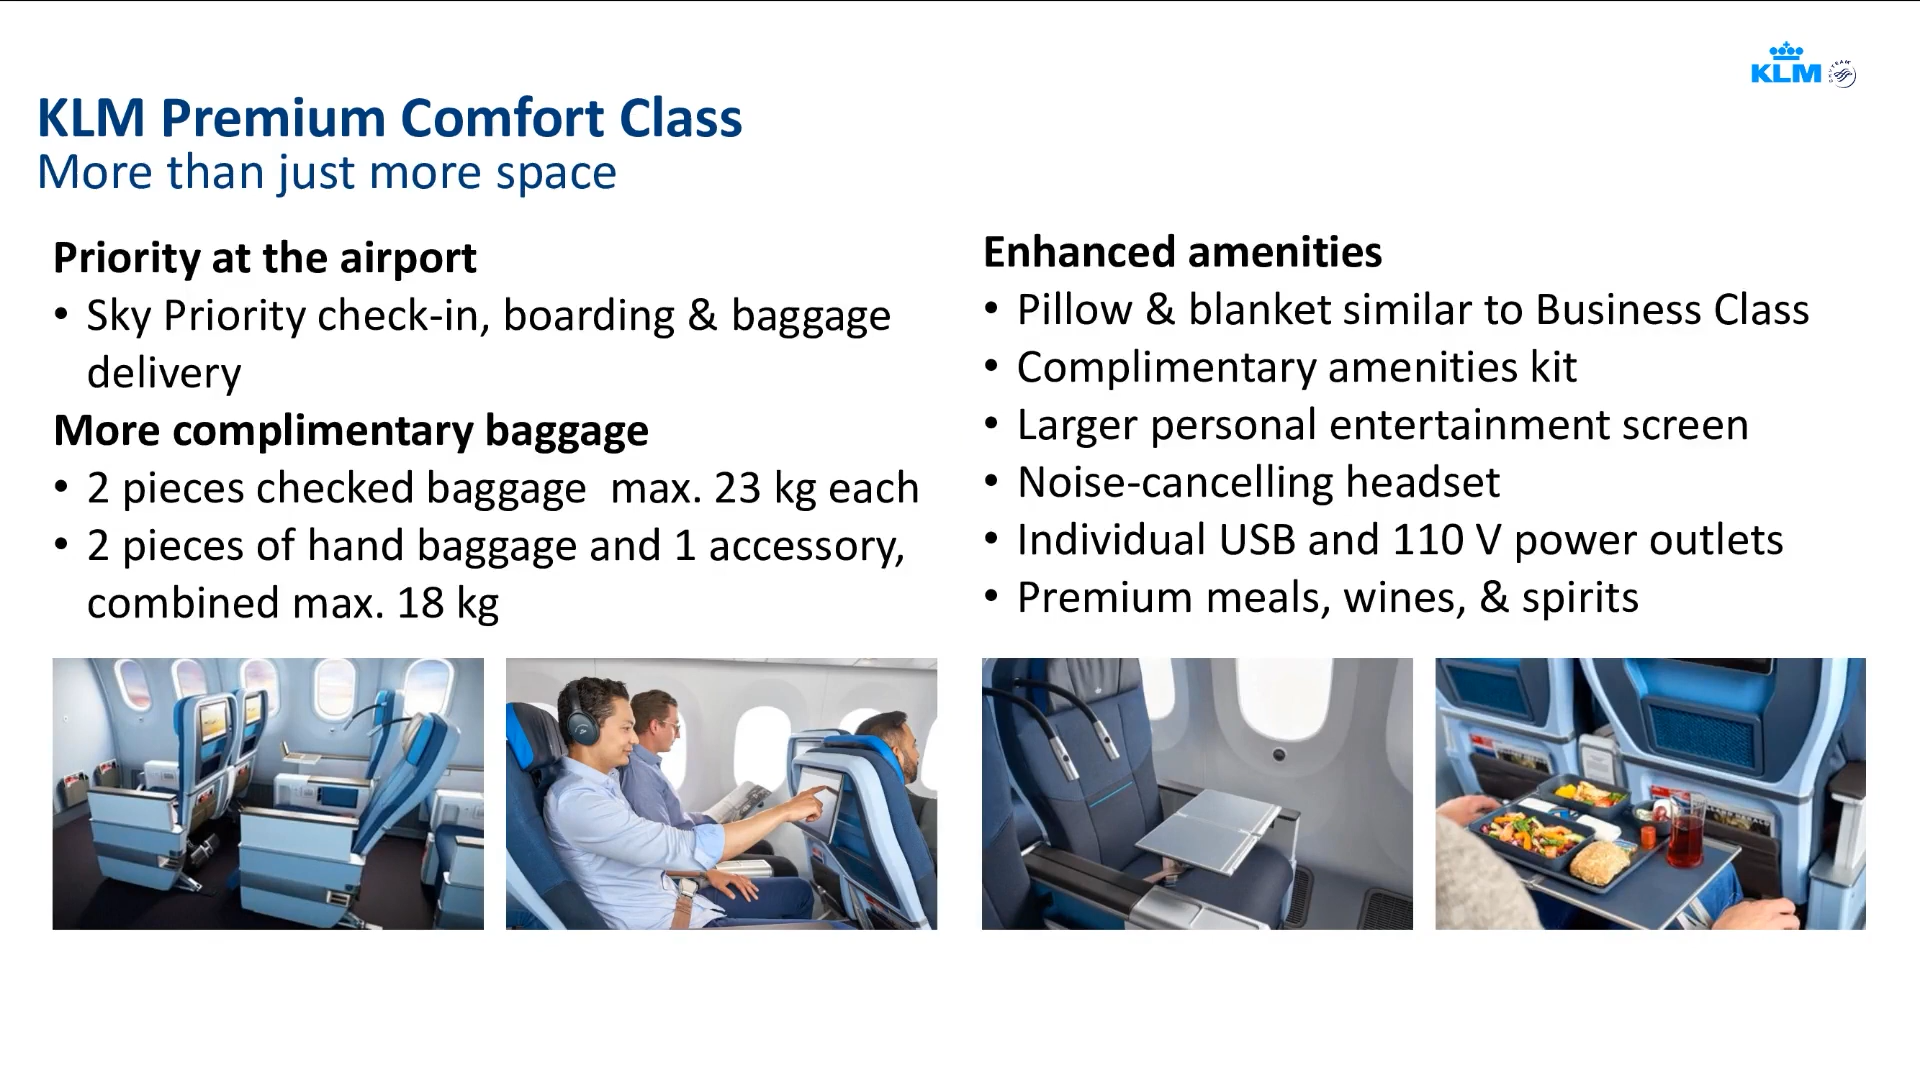 KLM
KLM Premium Comfort Class
More than just more space
Priority at the airport
• Sky Priority check-in, boarding & baggage
delivery
More complimentary baggage
• 2 pieces checked baggage  max. 23 kg each
• 2 pieces of hand baggage and 1 accessory,
combined max. 18 kg
Enhanced amenities
• Pillow & blanket similar to Business Class
• Complimentary amenities kit
• Larger personal entertainment screen
• Noise-cancelling headset
• Individual USB and 110 V power outlets
• Premium meals, wines, & spirits